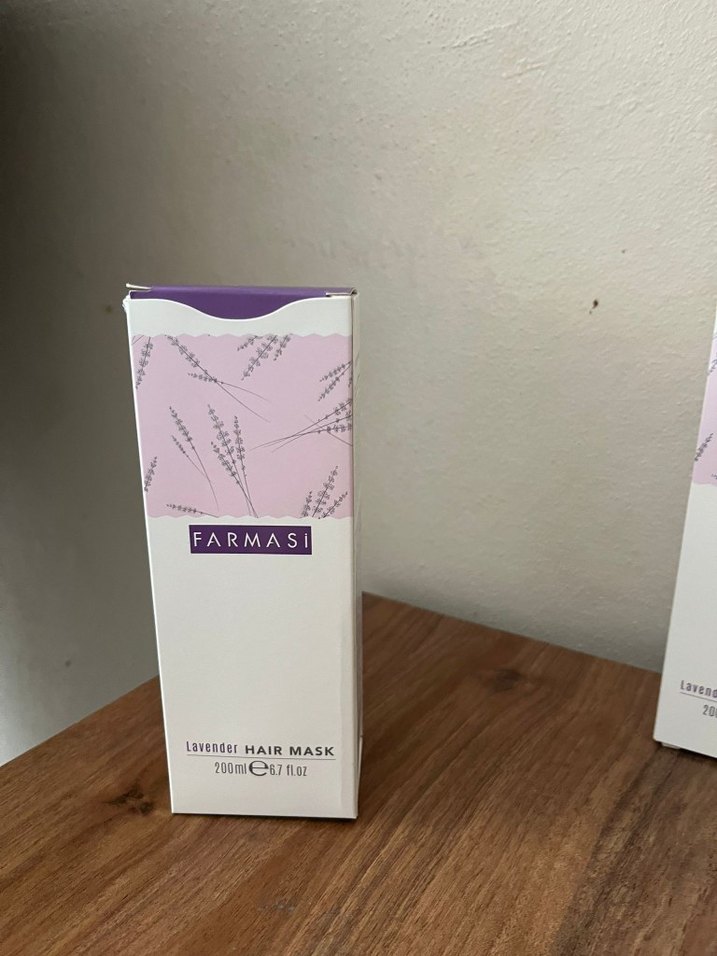 FARMASi
Lavender HAIR MASK
200ml e 6.7 fl.oz